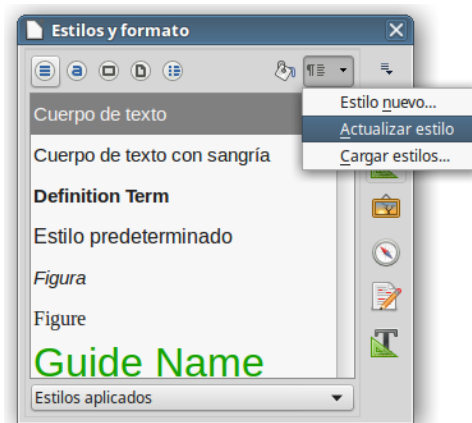 Estilos y formato
Estilo nuevo...
Actualizar estilo
Cargar estilos...
Cuerpo de texto
Cuerpo de texto con sangría
Definition Term
Estilo predeterminado
Figura
Figure
Guide Name
Estilos aplicados